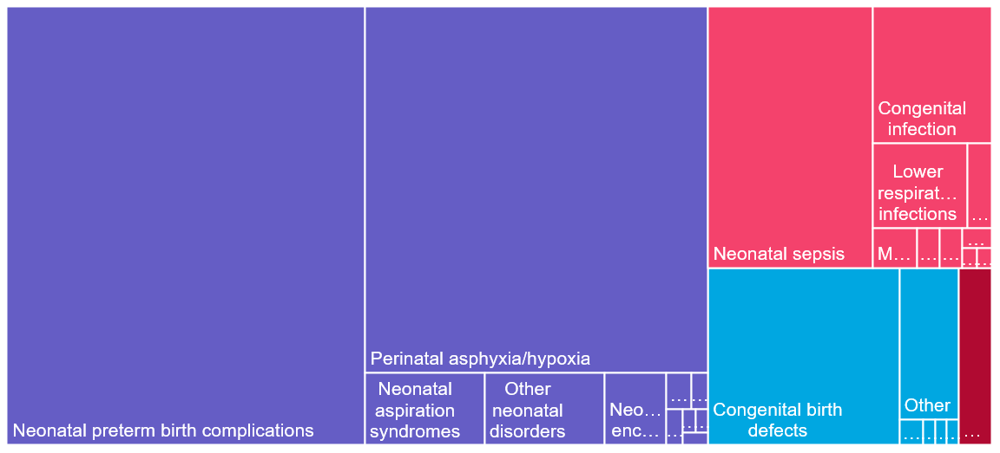 Neonatal preterm birth complications
Perinatal asphyxia/hypoxia
Neonatal
aspiration
syndromes
Other
neonatal
disorders
Neo…
enc…
…
…
…
…
…
Neonatal sepsis
Congenital
infection
Lower
respirat…
infections
…
M…
…
…
…
…
…
Congenital birth
defects
Other
…
…
…
…
…